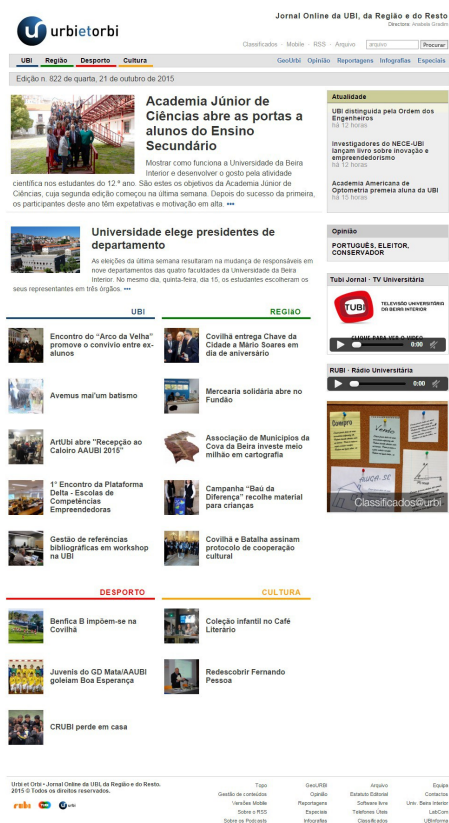 urbietorbi
Jornal Online da UBI, da Região e do Resto
Directora: Anabela Gradim
Classificados - Mobile - RSS - Arquivo - arquivo Procurar
UBI Região Desporto Cultura
GeoUrbi Opinião Reportagens Infografias Especiais
Edição n. 822 de quarta, 21 de outubro de 2015
Academia Júnior de
Ciências abre as portas a
alunos do Ensino
Secundário
Mostrar como funciona a Universidade da Beira
Interior e desenvolver o gosto pela atividade
científica nos estudantes do 12.º ano. São estes os objetivos da Academia Júnior de
Ciências, cuja segunda edição começou na última semana. Depois do sucesso da primeira,
os participantes deste ano têm expetativas e motivação em alta. •••
Universidade elege presidentes de
departamento
As eleições da última semana resultaram na mudança de responsáveis em
nove departamentos das quatro faculdades da Universidade da Beira
Interior. No mesmo dia, quinta-feira, dia 15, os estudantes escolheram os
seus representantes em três órgãos. •••
Atualidade
UBI distinguida pela Ordem dos
Engenheiros
há 12 horas
Investigadores do NECE-UBI
lançam livro sobre inovação e
empreendedorismo
há 12 horas
Academia Americana de
Optometria premeia aluna da UBI
há 15 horas
Opinião
PORTUGUÊS, ELEITOR,
CONSERVADOR
Tubi Jornal - TV Universitária
TUBI
TELEVISÃO UNIVERSITÁRIA
DA BEIRA INTERIOR
CLIQUE PARA VER O VIDEO
0:00
RUBI - Rádio Universitária
0:00
Compro
Vendes
ALUGA-SE
Classificados@urbi
UBI
Encontro do “Arco da Velha”
promove o convívio entre ex-
alunos
Avemus mai'um batismo
ArtUbi abre "Recepção ao
Caloiro AAUBI 2015"
1º Encontro da Plataforma
Delta - Escolas de
Competências
Empreendedoras
Gestão de referências
bibliográficas em workshop
na UBI
REGIãO
Covilhã entrega Chave da
Cidade a Mário Soares em
dia de aniversário
Mercearia solidária abre no
Fundão
Associação de Municípios da
Cova da Beira investe meio
milhão em cartografia
Campanha “Baú da
Diferença” recolhe material
para crianças
Covilhã e Batalha assinam
protocolo de cooperação
cultural
DESPORTO
Benfica B impõem-se na
Covilhã
Juvenis do GD Mata/AAUBI
goleiam Boa Esperança
CRUBI perde em casa
CULTURA
Coleção infantil no Café
Literário
Redescobrir Fernando
Pessoa
Urbi et Orbi - Jornal Online da UBI, da Região e do Resto.
2015 © Todos os direitos reservados.
rubi urbi
Topo
Gestão de conteúdos
Versões Mobile
Sobre o RSS
Sobre os Podcasts
GeoURBI
Opinião
Reportagens
Especiais
Infografias
Arquivo
Estatuto Editorial
Software livre
Telefones Úteis
Classificados
Equipa
Contactos
Univ. Beira Interior
LabCom
UBInforma